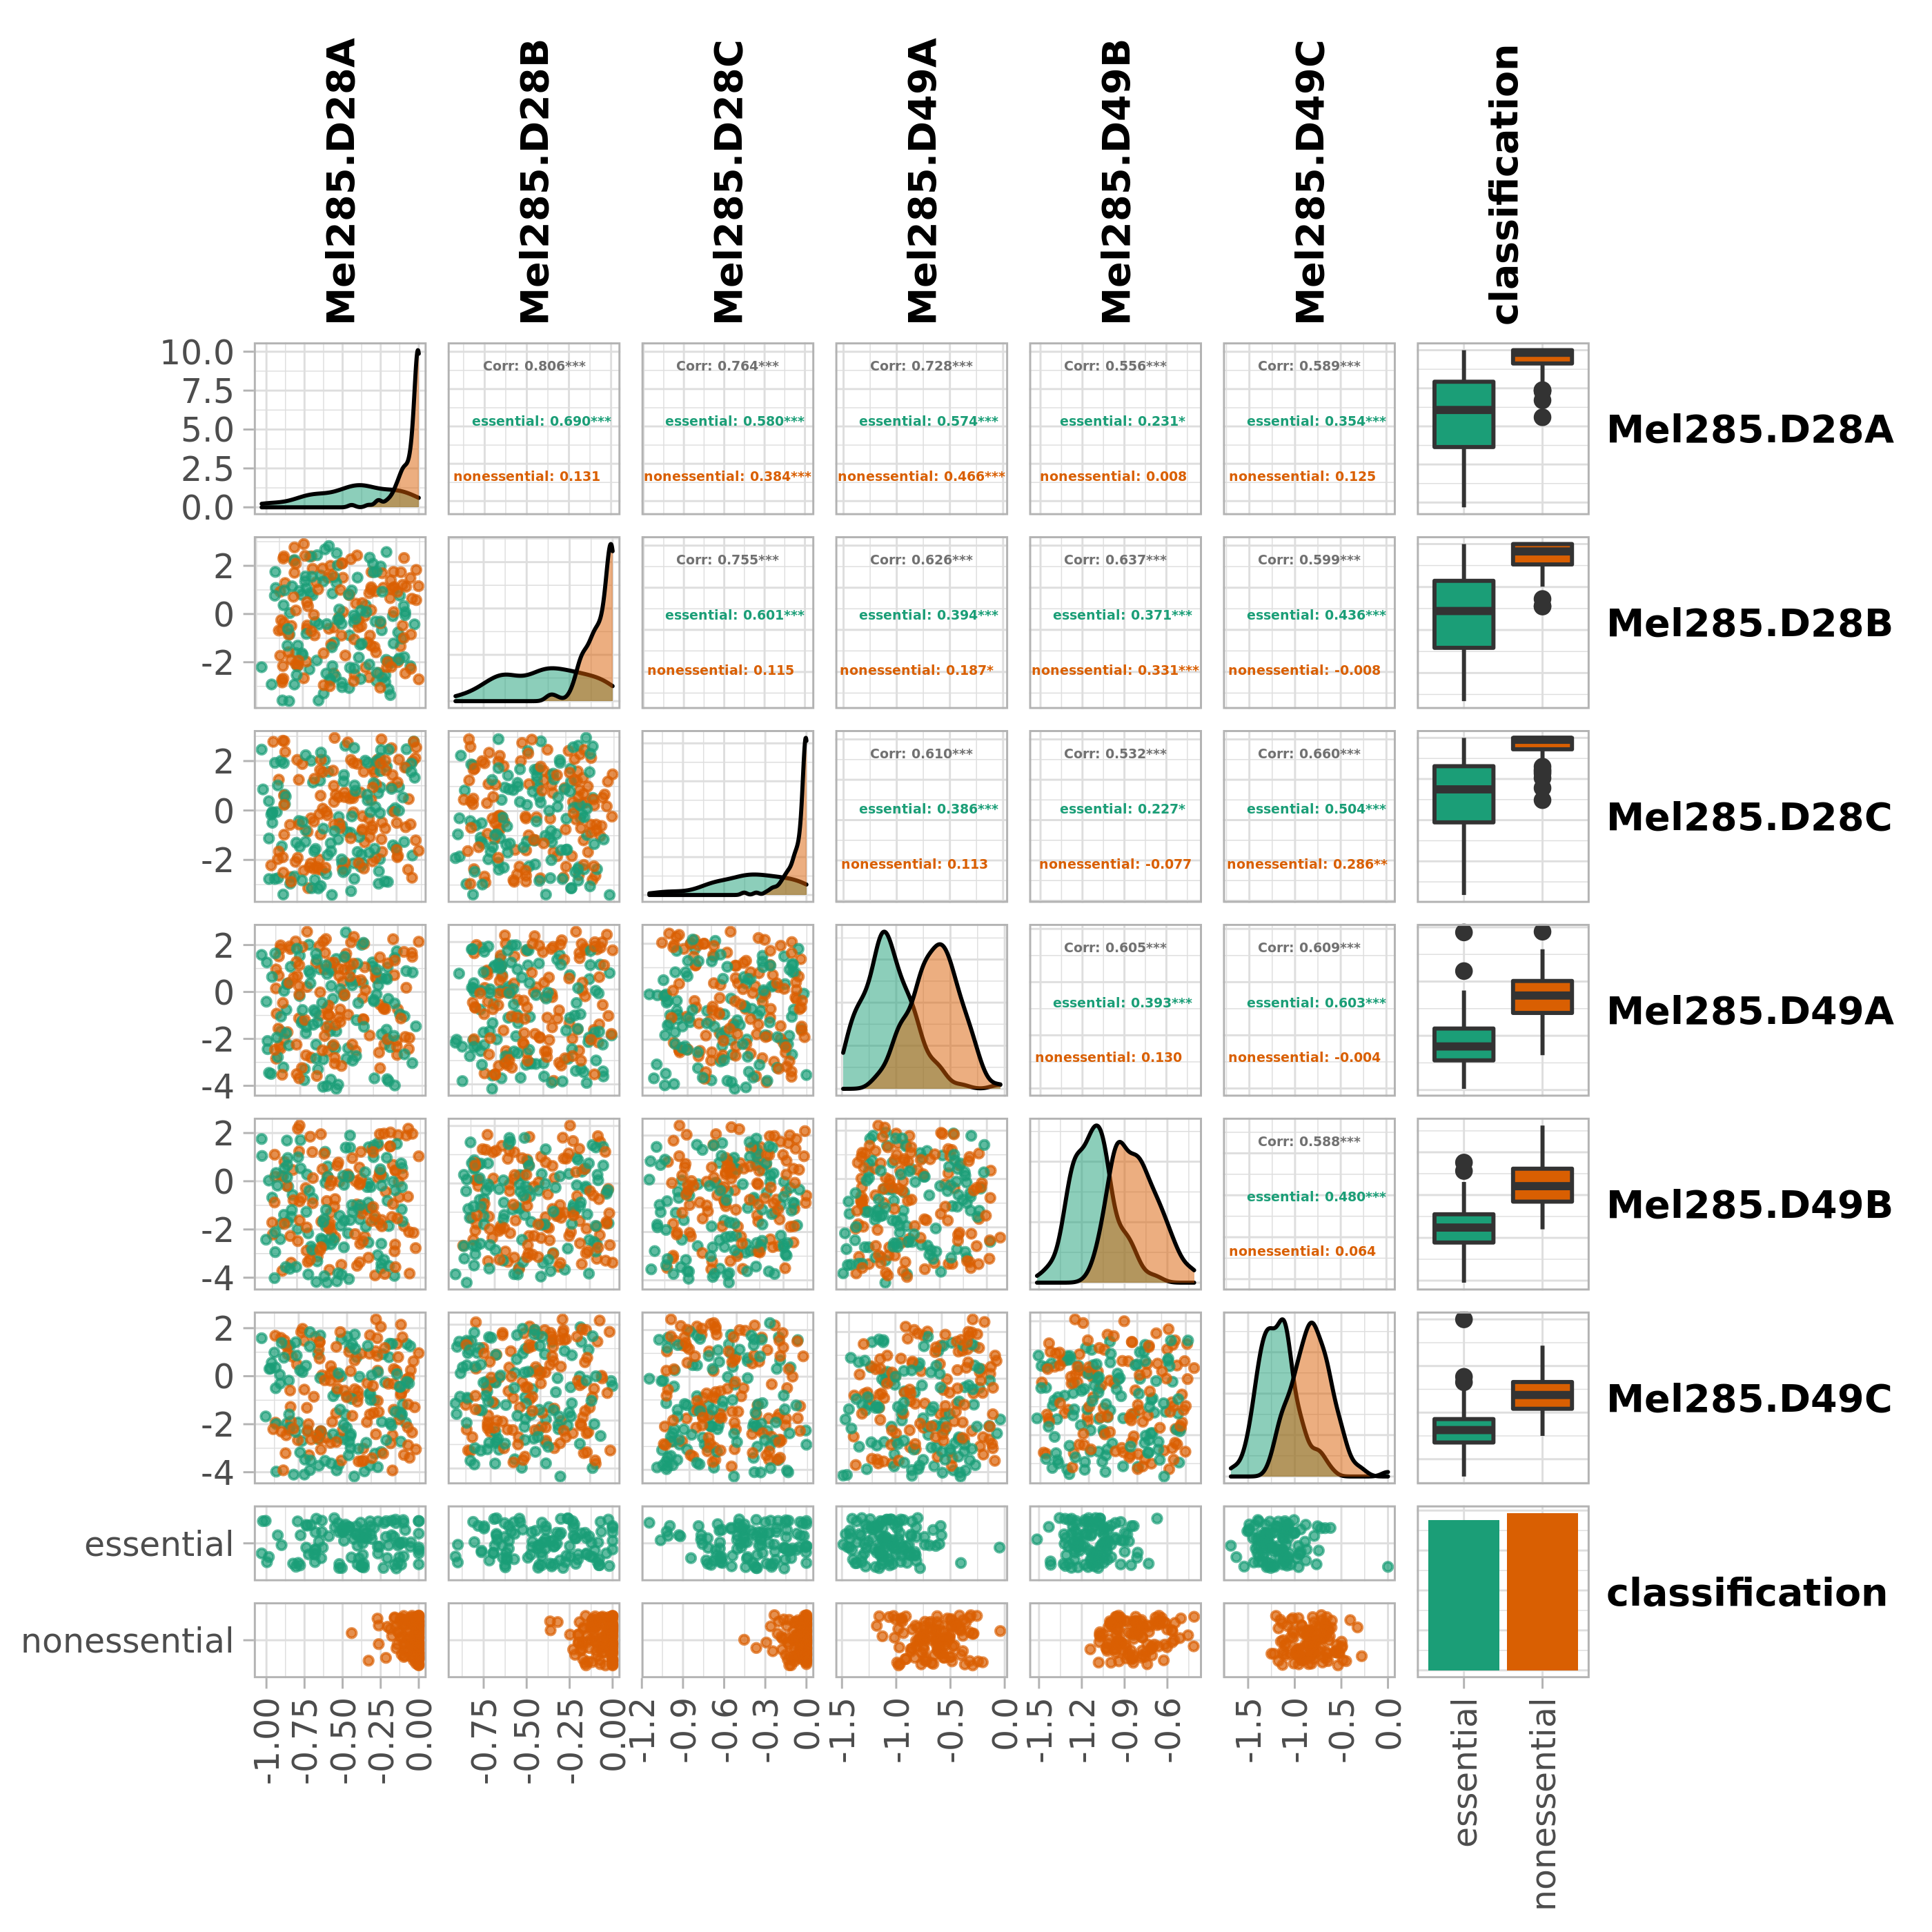 Mel285.D28A
Mel285.D28B
Mel285.D28C
Mel285.D49A
Mel285.D49B
Mel285.D49C
classification
10.0
7.5
5.0
2.5
0.0
Corr: 0.806***
essential: 0.690***
nonessential: 0.131
Corr: 0.764***
essential: 0.580***
nonessential: 0.384***
Corr: 0.728***
essential: 0.574***
nonessential: 0.466***
Corr: 0.556***
essential: 0.231*
nonessential: 0.008
Corr: 0.589***
essential: 0.354***
nonessential: 0.125
Mel285.D28A
2
0
-2
Corr: 0.755***
essential: 0.601***
nonessential: 0.115
Corr: 0.626***
essential: 0.394***
nonessential: 0.187*
Corr: 0.637***
essential: 0.371***
nonessential: 0.331***
Corr: 0.599***
essential: 0.436***
nonessential: -0.008
Mel285.D28B
2
0
-2
Corr: 0.610***
essential: 0.386***
nonessential: 0.113
Corr: 0.532***
essential: 0.227*
nonessential: -0.077
Corr: 0.660***
essential: 0.504***
nonessential: 0.286**
Mel285.D28C
2
0
-2
-4
Corr: 0.605***
essential: 0.393***
nonessential: 0.130
Corr: 0.609***
essential: 0.603***
nonessential: -0.004
Mel285.D49A
2
0
-2
-4
Corr: 0.588***
essential: 0.480***
nonessential: 0.064
Mel285.D49B
2
0
-2
-4
Mel285.D49C
essential
nonessential
classification
-1.00
-0.75
-0.50
-0.25
0.00
-0.75
-0.50
-0.25
0.00
-1.2
-0.9
-0.6
-0.3
0.0
-1.5
-1.0
-0.5
0.0
-1.5
-1.2
-0.9
-0.6
-1.5
-1.0
-0.5
0.0
essential
nonessential